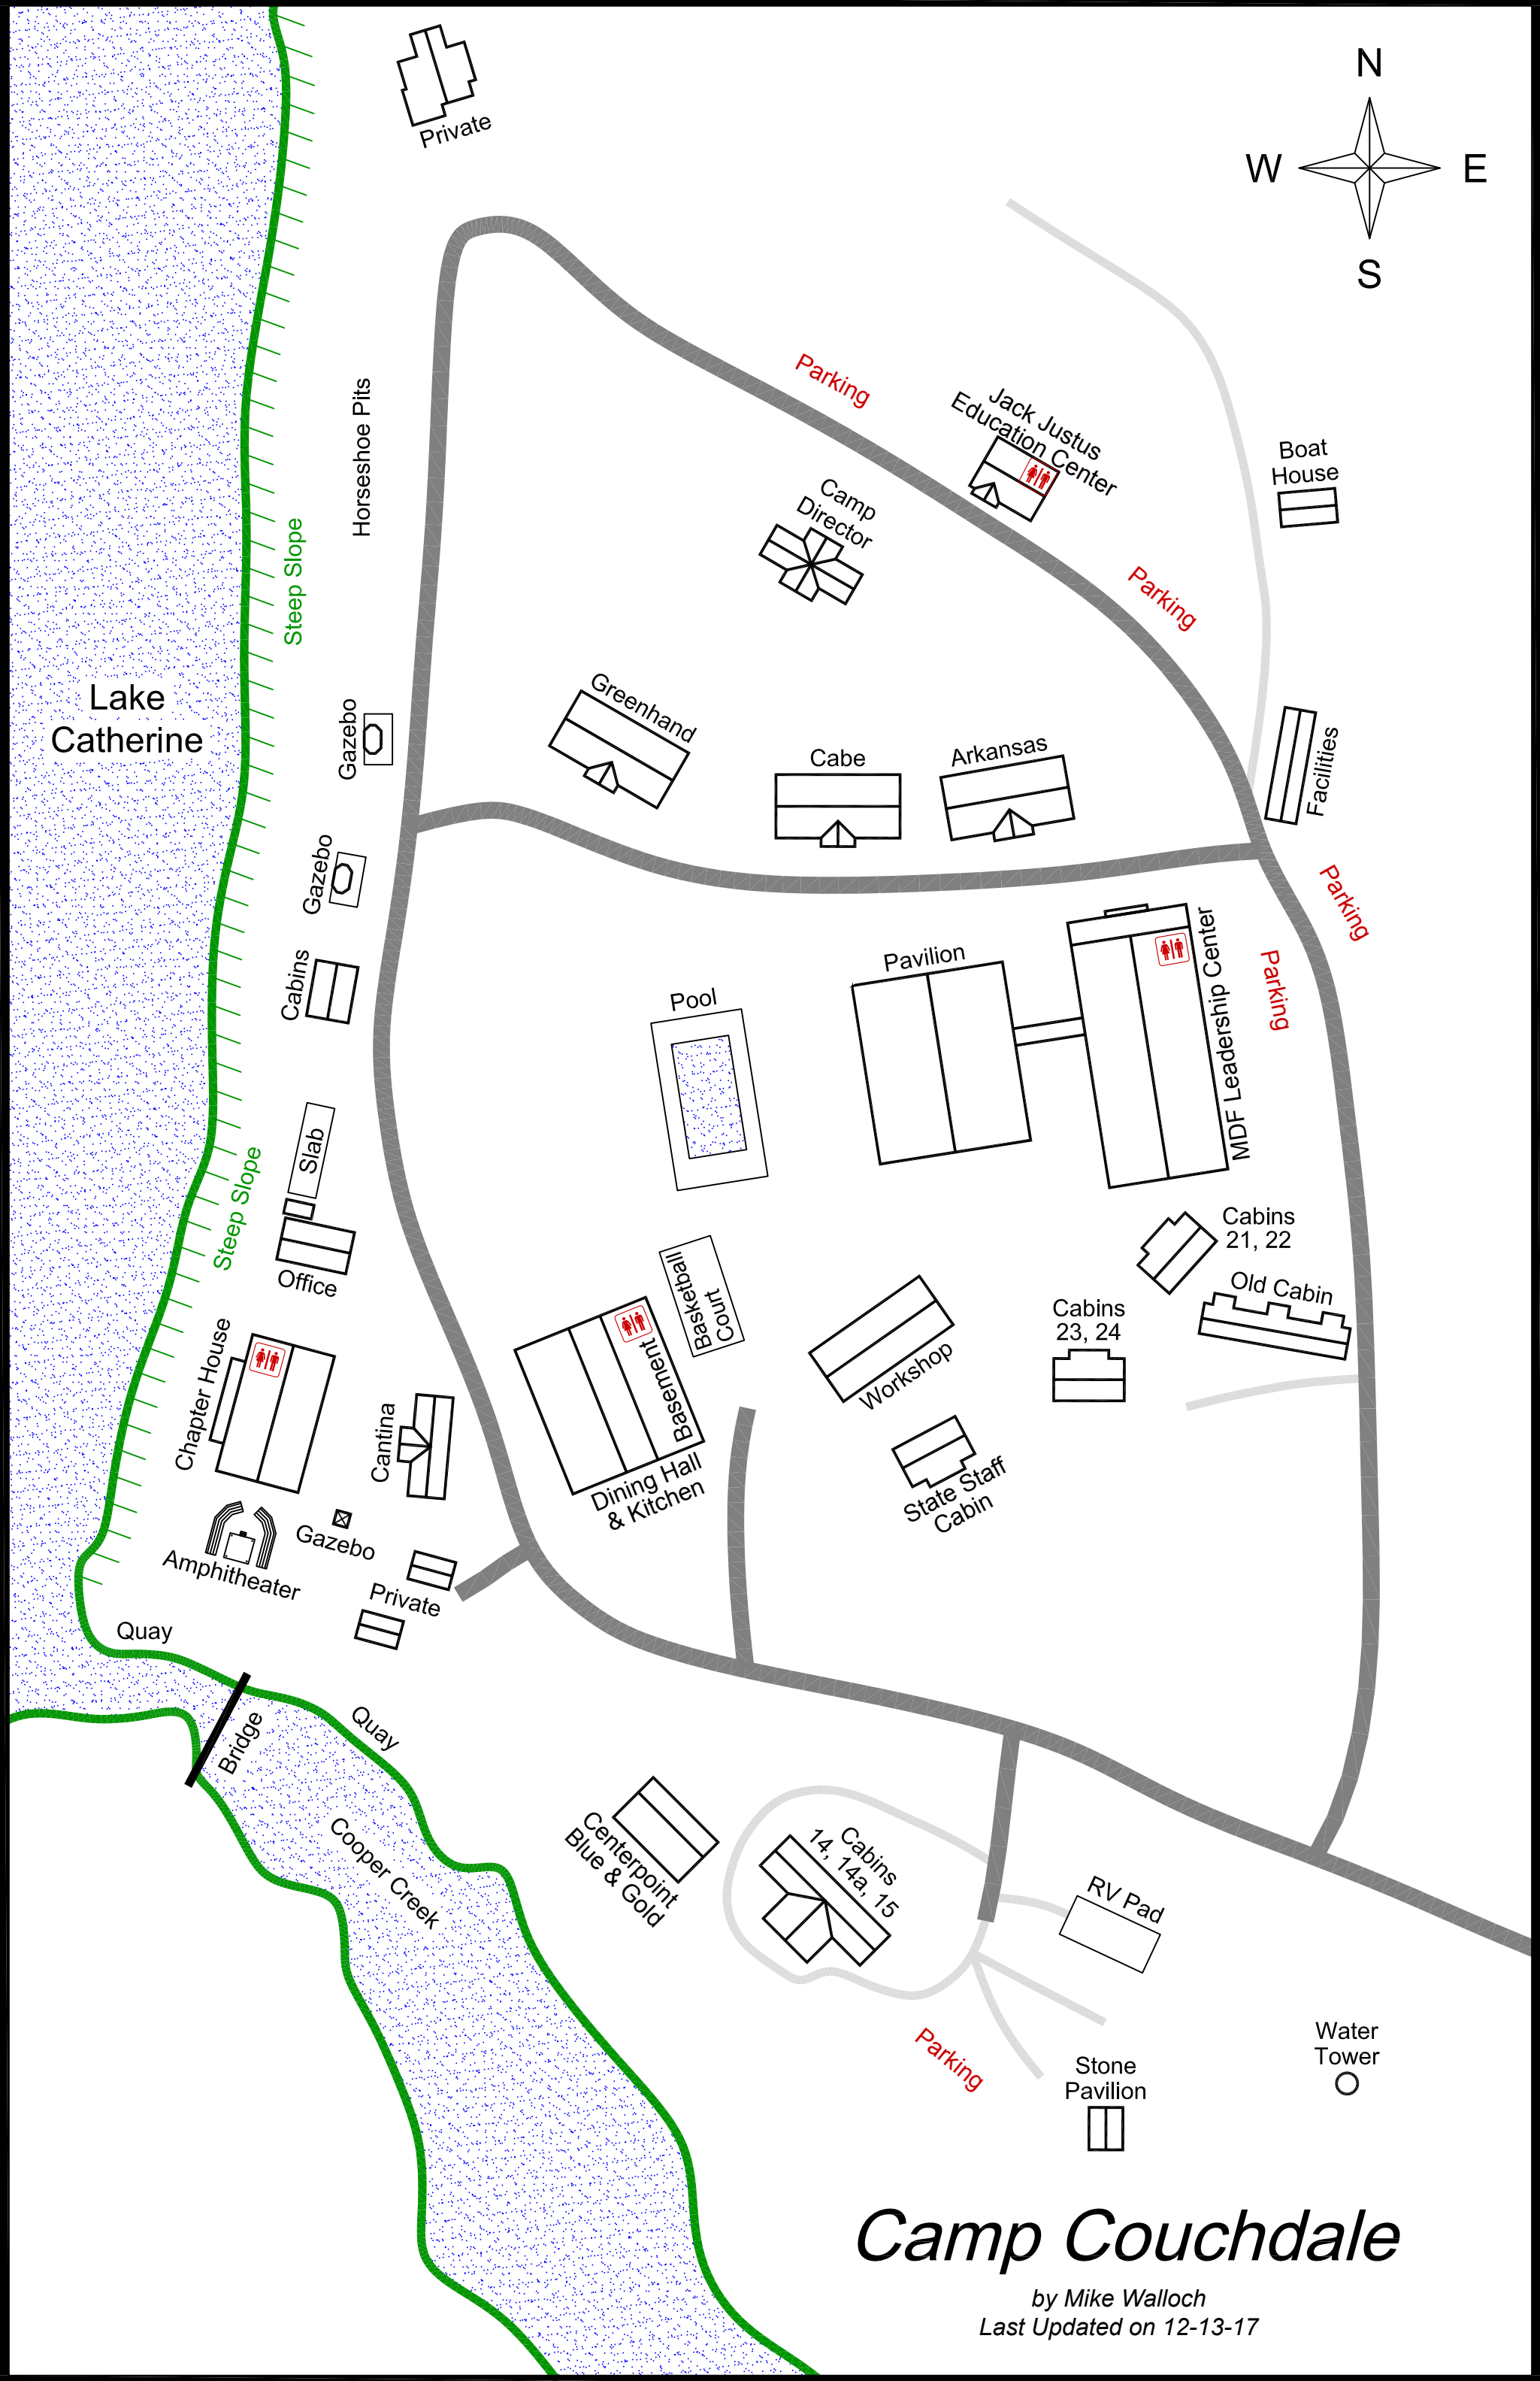 N
W
E
S
Private
Parking
Horseshoe Pits
Jack Justus
Education Center
Boat
House
Camp
Director
Steep Slope
Parking
Lake
Catherine
Greenhand
Gazebo
Cabe
Arkansas
Facilities
Gazebo
Parking
Cabins
Pavilion
MDF Leadership Center
Parking
Pool
Slab
Steep Slope
Office
Cabins
21, 22
Old Cabin
Basketball
Court
Cabins
23, 24
Chapter House
Basement
Workshop
Cantina
Dining Hall
& Kitchen
State Staff
Cabin
Gazebo
Amphitheater
Private
Quay
Quay
Bridge
Cooper Creek
Centerpoint
Blue & Gold
Cabins
14, 14a, 15
RV Pad
Parking
Water
Tower
Stone
Pavilion
Camp Couchdale
by Mike Walloch
Last Updated on 12-13-17